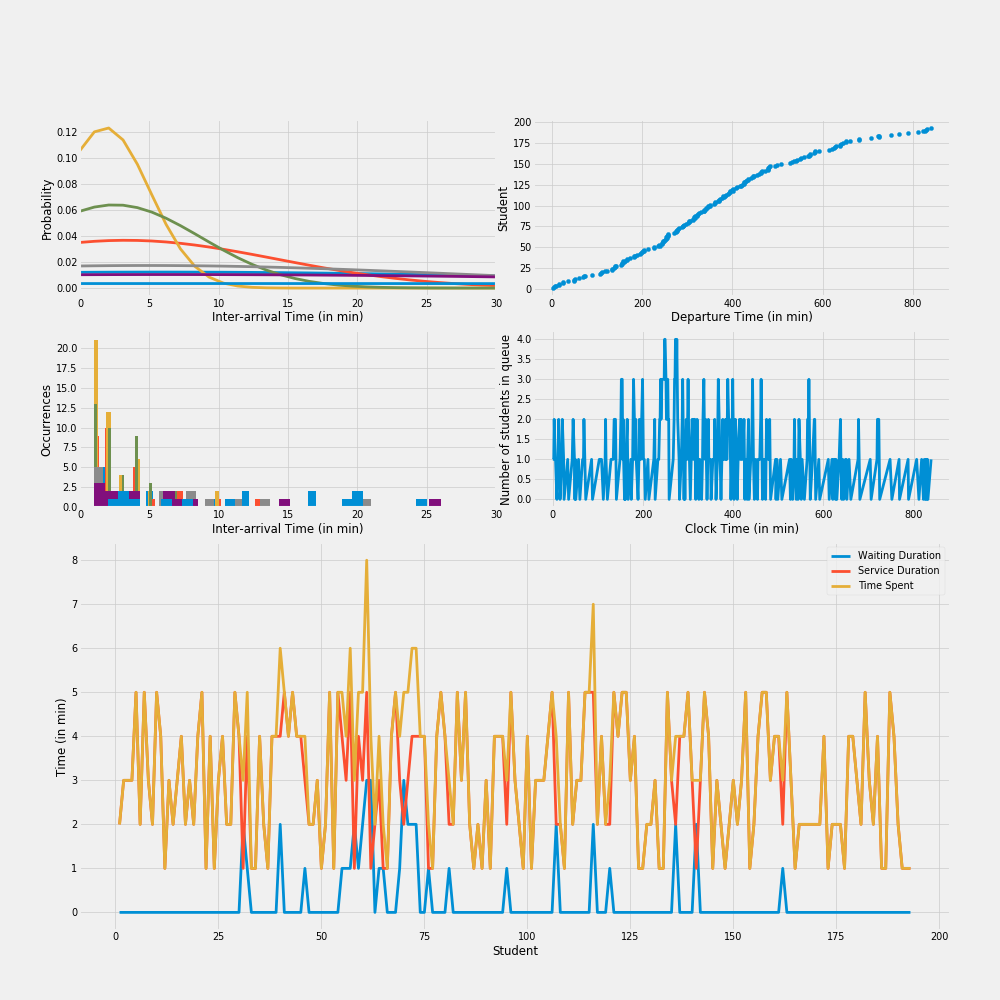 0.12
0.10
0.08
0.06
0.04
0.02
0.00
Probability
0 5 10 15 20 25 30
Inter-arrival Time (in min)
200
175
150
125
100
75
50
25
0
Student
0 200 400 600 800
Departure Time (in min)
20.0
17.5
15.0
12.5
10.0
7.5
5.0
2.5
0.0
Occurrences
0 5 10 15 20 25 30
Inter-arrival Time (in min)
4.0
3.5
3.0
2.5
2.0
1.5
1.0
0.5
0.0
Number of students in queue
0 200 400 600 800
Clock Time (in min)
Waiting Duration
Service Duration
Time Spent
8
7
6
5
4
3
2
1
0
Time (in min)
0 25 50 75 100 125 150 175 200
Student